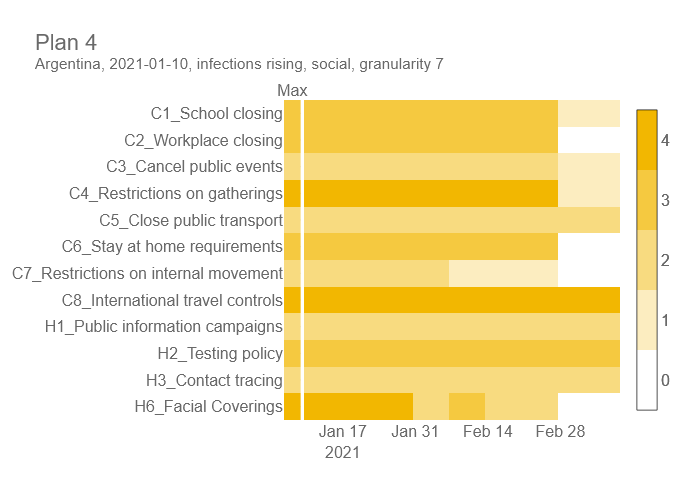 Plan 4
Argentina, 2021-01-10, infections rising, social, granularity 7
Max
C1_School closing
C2_Workplace closing
C3_Cancel public events
C4_Restrictions on gatherings
C5_Close public transport
C6_Stay at home requirements
C7_Restrictions on internal movement
C8_International travel controls
H1_Public information campaigns
H2_Testing policy
H3_Contact tracing
H6_Facial Coverings
Jan 17 Jan 31 Feb 14 Feb 28
2021
4
3
2
1
0